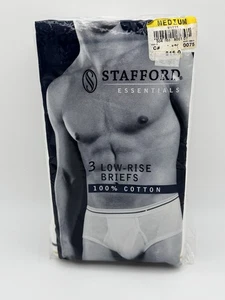 MEDIUM
STAFFORD.
ESSENTIALS
3 LOW-RISE
BRIEFS
100% COTTON